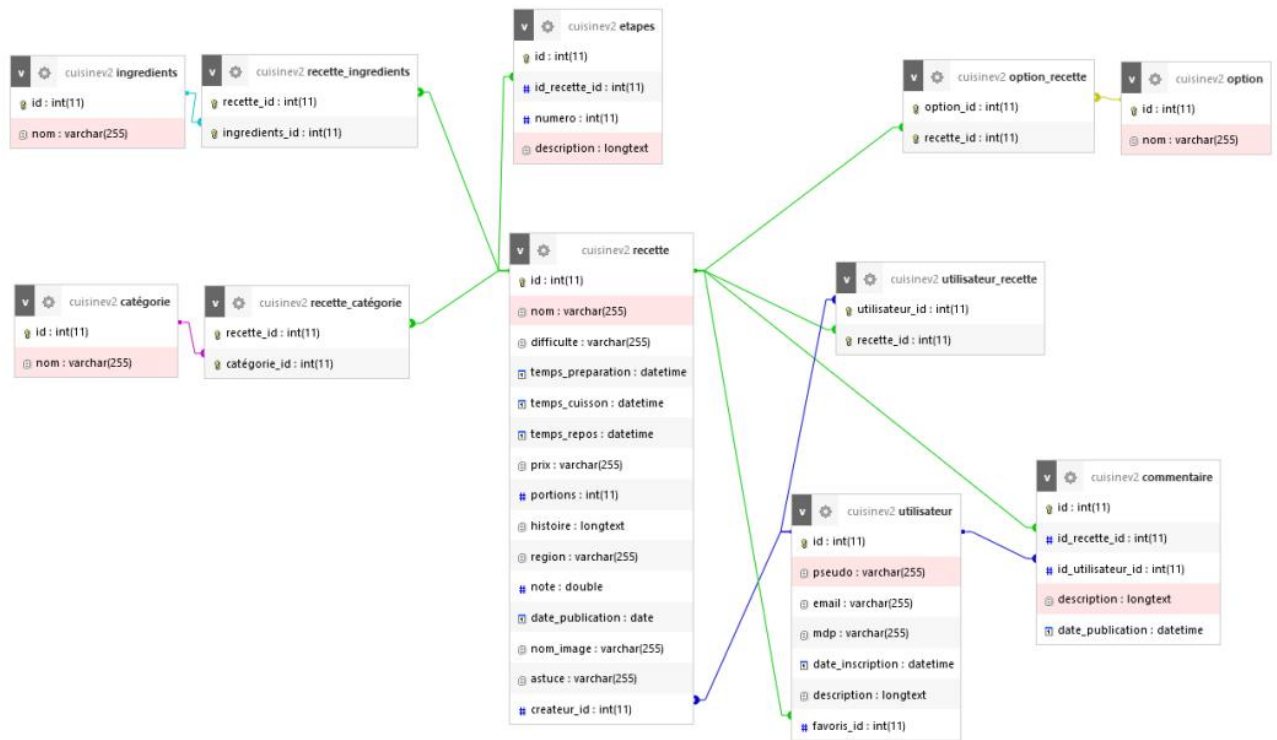 v cuisinev2 etapes
id : int(11)
id_recette_id : int(11)
numero : int(11)
description : longtext
v cuisinev2 ingredients
id : int(11)
nom : varchar(255)
v cuisinev2 recette_ingredients
recette_id : int(11)
ingredients_id : int(11)
v cuisinev2 option_recette
option_id : int(11)
recette_id : int(11)
v cuisinev2 option
id : int(11)
nom : varchar(255)
v cuisinev2 catégorie
id : int(11)
nom : varchar(255)
v cuisinev2 recette_catégorie
recette_id : int(11)
catégorie_id : int(11)
v cuisinev2 recette
id : int(11)
nom : varchar(255)
difficulte : varchar(255)
temps_preparation : datetime
temps_cuisson : datetime
temps_repos : datetime
prix : varchar(255)
# portions : int(11)
histoire : longtext
region : varchar(255)
# note : double
date_publication : date
nom_image : varchar(255)
astuce : varchar(255)
# createur_id : int(11)
v cuisinev2 utilisateur_recette
utilisateur_id : int(11)
recette_id : int(11)
v cuisinev2 utilisateur
id : int(11)
pseudo : varchar(255)
email : varchar(255)
mdp : varchar(255)
date_inscription : datetime
description : longtext
# favoris_id : int(11)
v cuisinev2 commentaire
id : int(11)
# id_recette_id : int(11)
# id_utilisateur_id : int(11)
description : longtext
date_publication : datetime